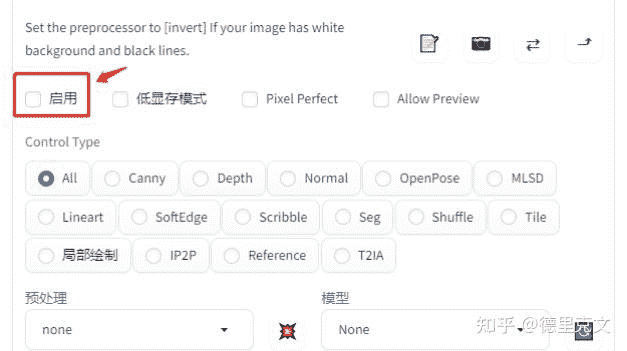 Set the preprocessor to [invert] If your image has white
background and black lines.
启用 低显存模式 Pixel Perfect Allow Preview
Control Type
All Canny Depth Normal OpenPose MLSD
Lineart SoftEdge Scribble Seg Shuffle Tile
局部绘制 IP2P Reference T2IA
预处理 模型
none None
知乎 @德里克文